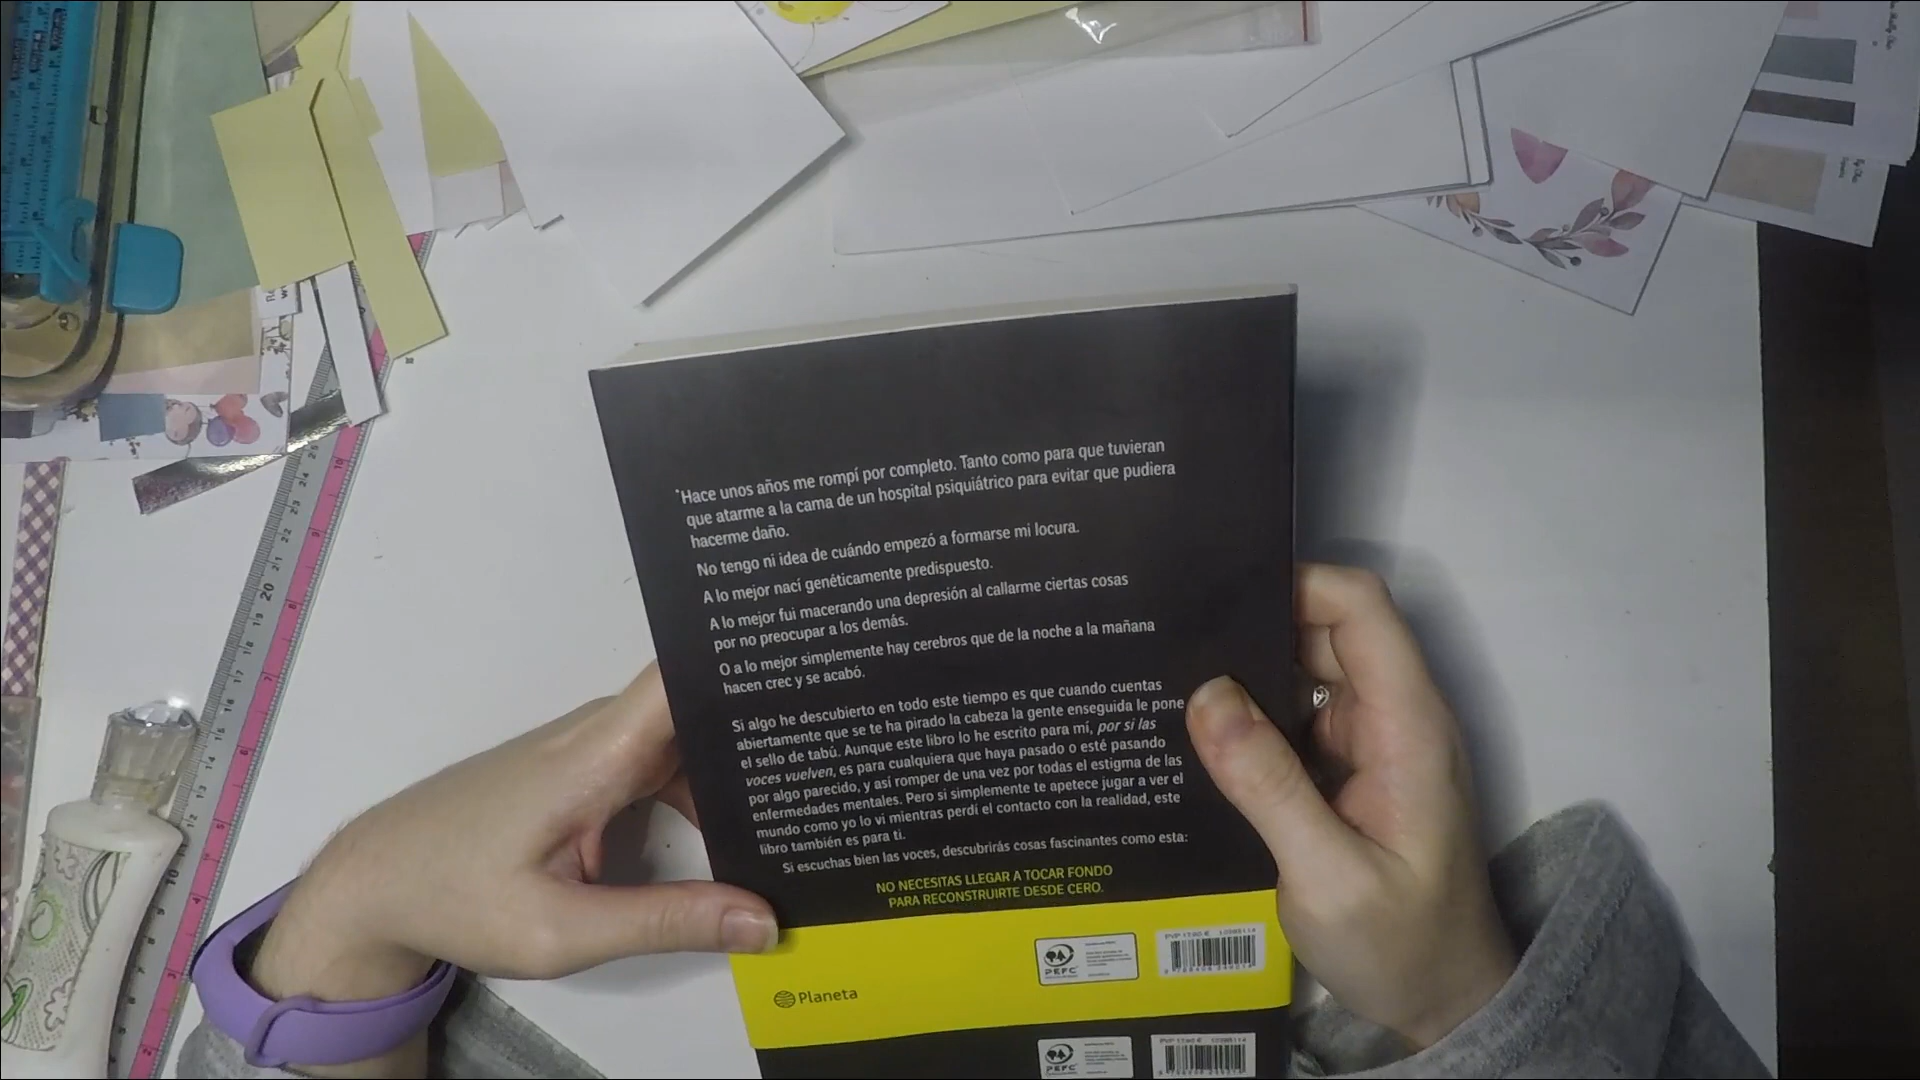 "Hace unos años me rompí por completo. Tanto como para que tuvieran
que atarme a la cama de un hospital psiquiátrico para evitar que pudiera
hacerme daño.
No tengo ni idea de cuándo empezó a formarse mi locura.
A lo mejor nací genéticamente predispuesto.
A lo mejor fui macerando una depresión al callarme ciertas cosas
por no preocupar a los demás.
O a lo mejor simplemente hay cerebros que de la noche a la mañana
hacen crec y se acabó.
Si algo he descubierto en todo este tiempo es que cuando cuentas
abiertamente que se te ha pirado la cabeza la gente enseguida le pone
el sello de tabú. Aunque este libro lo he escrito para mí, por si las
voces vuelven, es para cualquiera que haya pasado o esté pasando
por algo parecido, y así romper de una vez por todas el estigma de las
enfermedades mentales. Pero si simplemente te apetece jugar a ver el
mundo como yo lo vi mientras perdí el contacto con la realidad, este
libro también es para ti.
Si escuchas bien las voces, descubrirás cosas fascinantes como esta:
NO NECESITAS LLEGAR A TOCAR FONDO
PARA RECONSTRUIRTE DESDE CERO.
Planeta
PEFC
PVP 17,90 €
PEFC
PVP 17,90 €